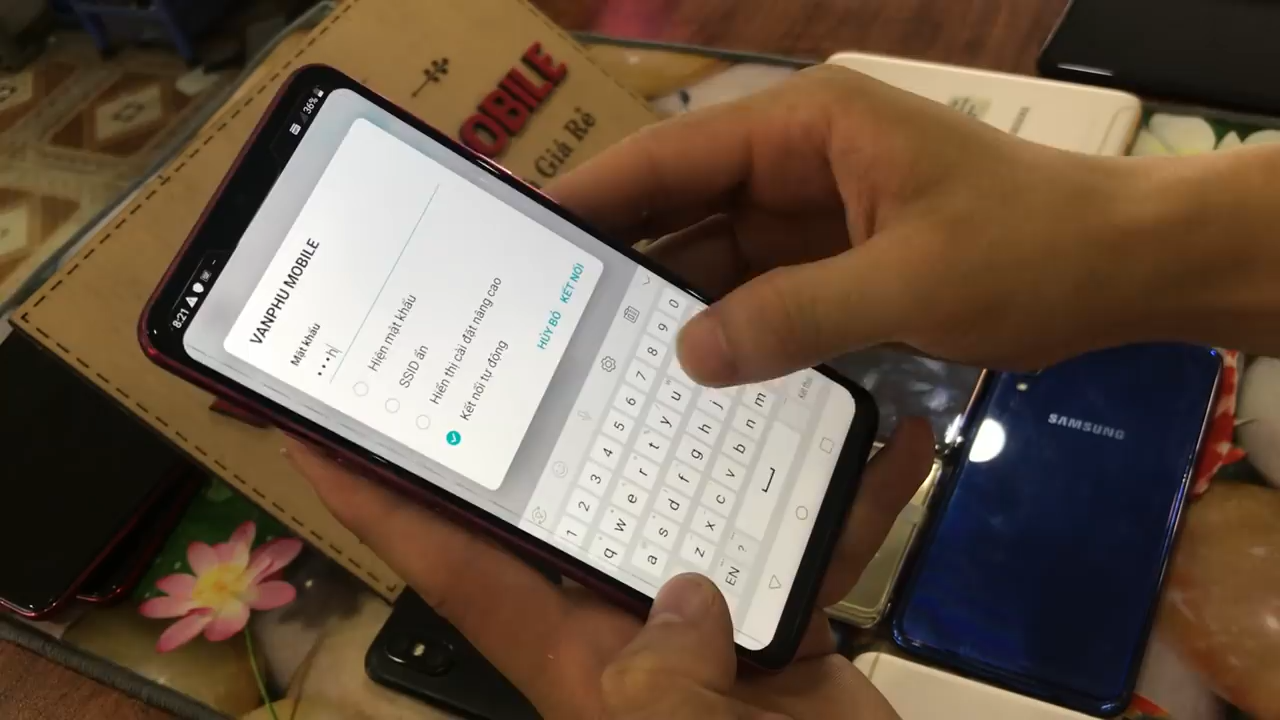 MOBILE
Giá Rẻ
8:21
36%
VANPHU MOBILE
Mật khẩu
•••h
Hiện mật khẩu
SSID ẩn
Hiển thị cài đặt nâng cao
Kết nối tự động
HỦY BỎ KẾT NỐI
1 2 3 4 5 6 7 8 9 0
q w e r t y u
a s d f g h j
z x c v b n m
EN ?
SAMSUNG